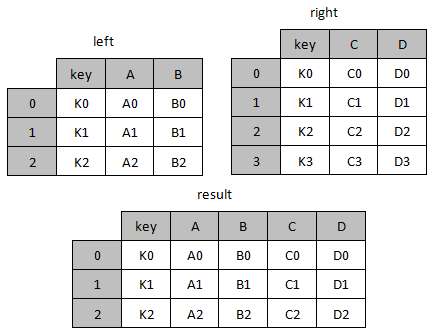 left
key A B
0 K0 A0 B0
1 K1 A1 B1
2 K2 A2 B2
right
key C D
0 K0 C0 D0
1 K1 C1 D1
2 K2 C2 D2
3 K3 C3 D3
result
key A B C D
0 K0 A0 B0 C0 D0
1 K1 A1 B1 C1 D1
2 K2 A2 B2 C2 D2